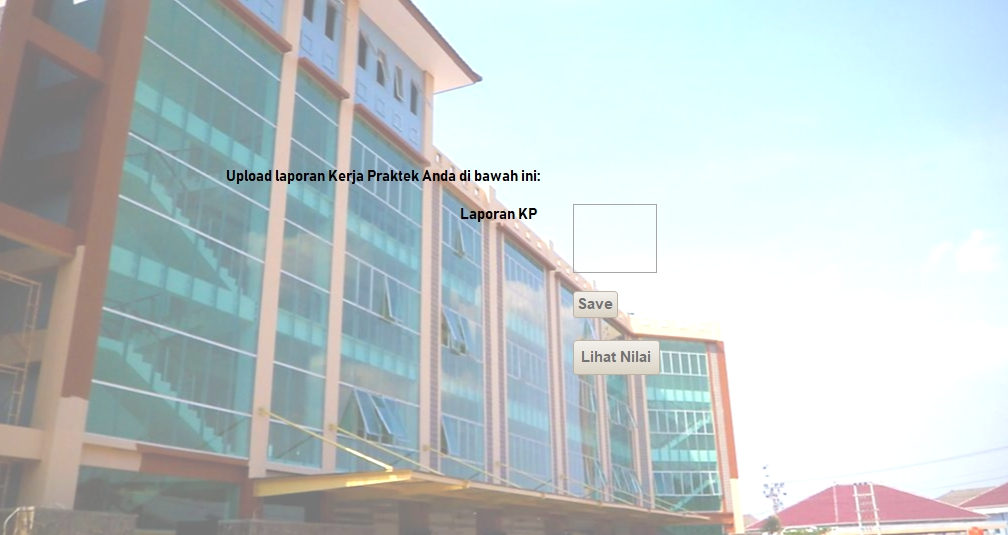 Upload laporan Kerja Praktek Anda di bawah ini:
Laporan KP
Save
Lihat Nilai